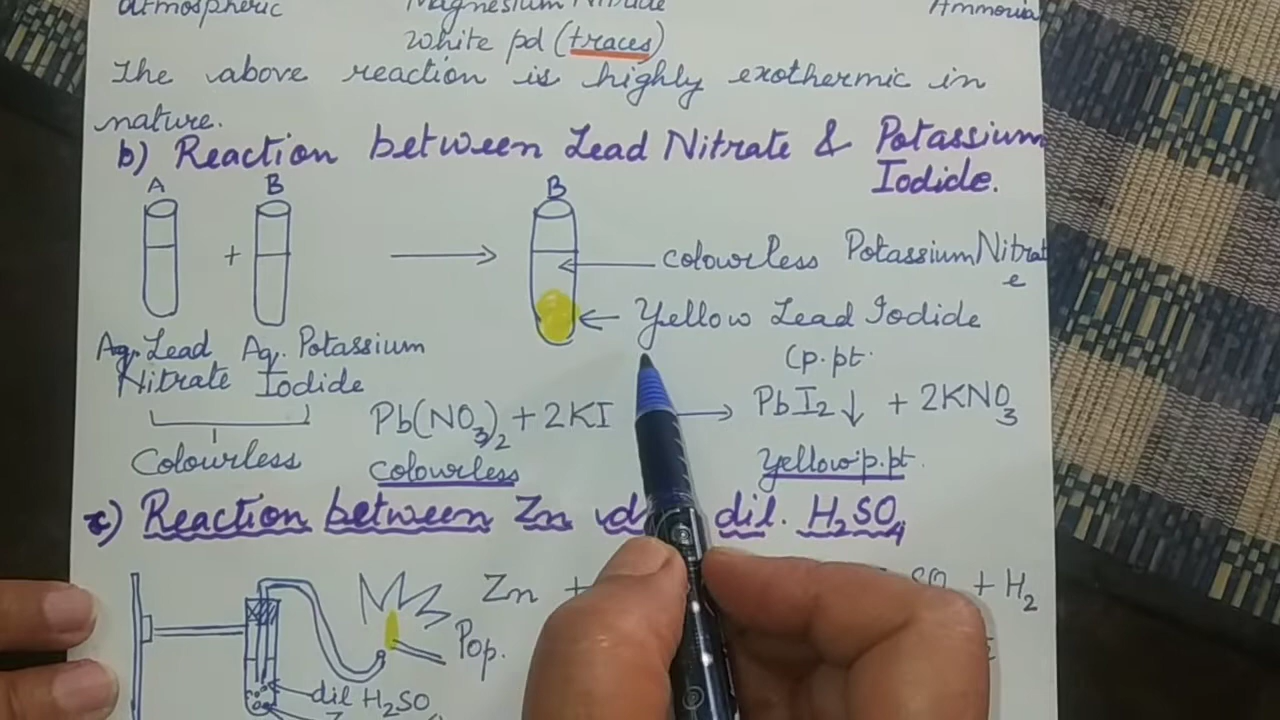 atmospheric Magnesium Nitride Ammonia
White pd (traces)
The above reaction is highly exothermic in
nature.
b) Reaction between Lead Nitrate & Potassium
Iodide.
A B B
+
colourless Potassium Nitrat
e
Yellow Lead Iodide
(p.pt.
Aq. Lead Aq. Potassium
Nitrate Iodide
Pb(NO3)2 + 2KI → PbI2 ↓ + 2KNO3
Colourless colourless yellow p.pt.
c) Reaction between Zn dil. H2SO4
Zn + SO + H2
Pop.
dil H2SO